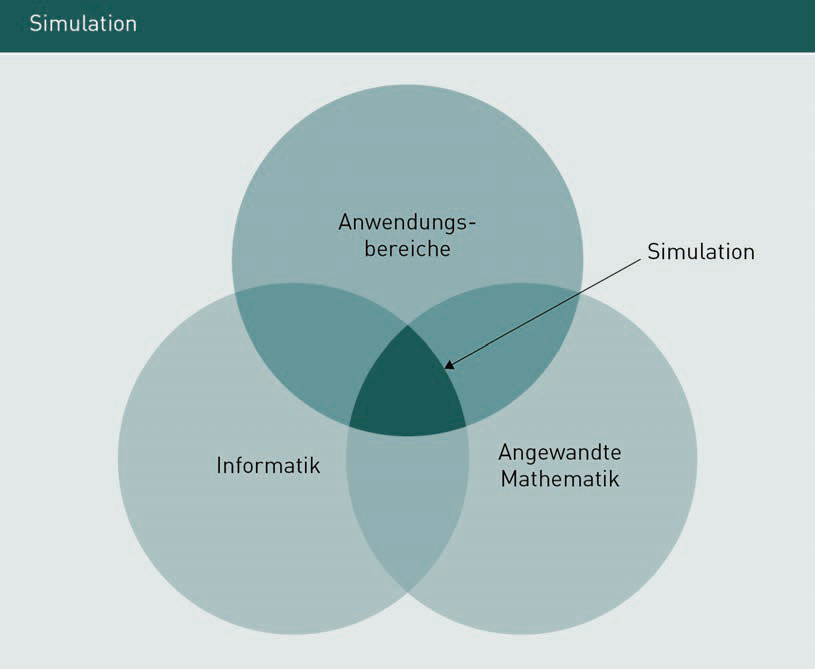 Simulation
Anwendungs-
bereiche
Simulation
Informatik
Angewandte
Mathematik